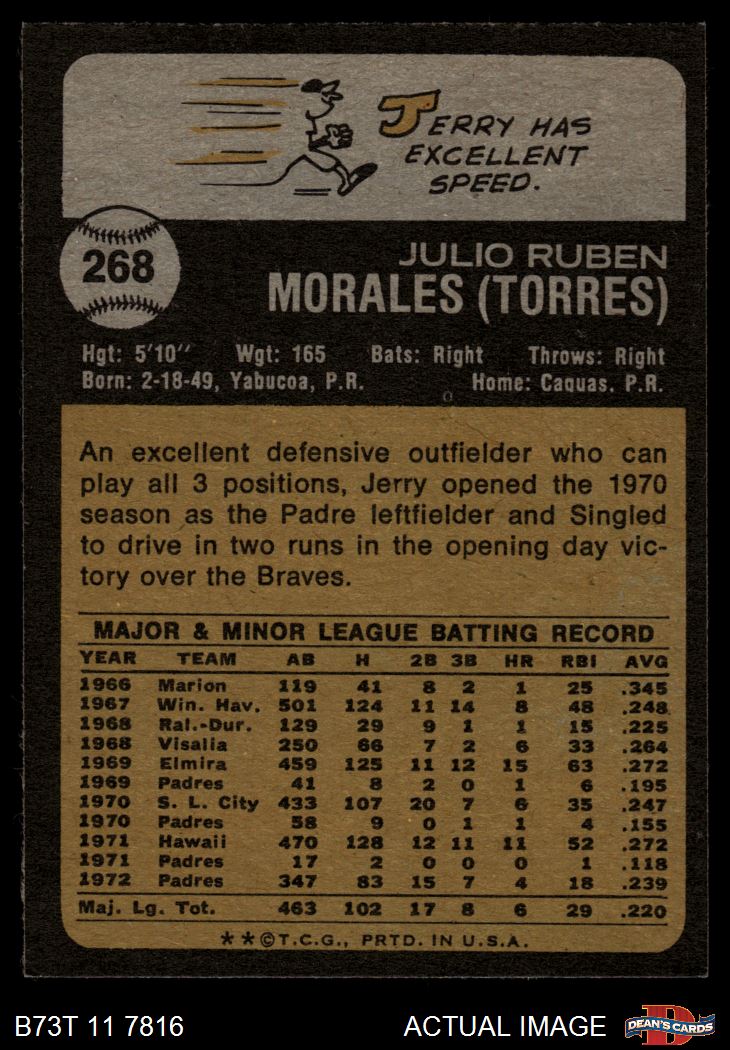 JERRY HAS
EXCELLENT
SPEED.
268
JULIO RUBEN
MORALES (TORRES)
Hgt: 5'10" Wgt: 165 Bats: Right Throws: Right
Born: 2-18-49, Yabucoa, P.R. Home: Caguas, P.R.
An excellent defensive outfielder who can
play all 3 positions, Jerry opened the 1970
season as the Padre leftfielder and Singled
to drive in two runs in the opening day vic-
tory over the Braves.
MAJOR & MINOR LEAGUE BATTING RECORD
YEAR TEAM AB H 2B 3B HR RBI AVG
1966 Marion 119 41 8 2 1 25 .345
1967 Win. Hav. 501 124 11 14 8 48 .248
1968 Ral.-Dur. 129 29 9 1 1 15 .225
1968 Visalia 250 66 7 2 6 33 .264
1969 Elmira 459 125 11 12 15 63 .272
1969 Padres 41 8 2 0 1 6 .195
1970 S. L. City 433 107 20 7 6 35 .247
1970 Padres 58 9 0 1 1 4 .155
1971 Hawaii 470 128 12 11 11 52 .272
1971 Padres 17 2 0 0 0 1 .118
1972 Padres 347 83 15 7 4 18 .239
Maj. Lg. Tot. 463 102 17 8 6 29 .220
**©T.C.G., PRTD. IN U.S.A.
B73T 11 7816 ACTUAL IMAGE
D
DEAN'S CARDS